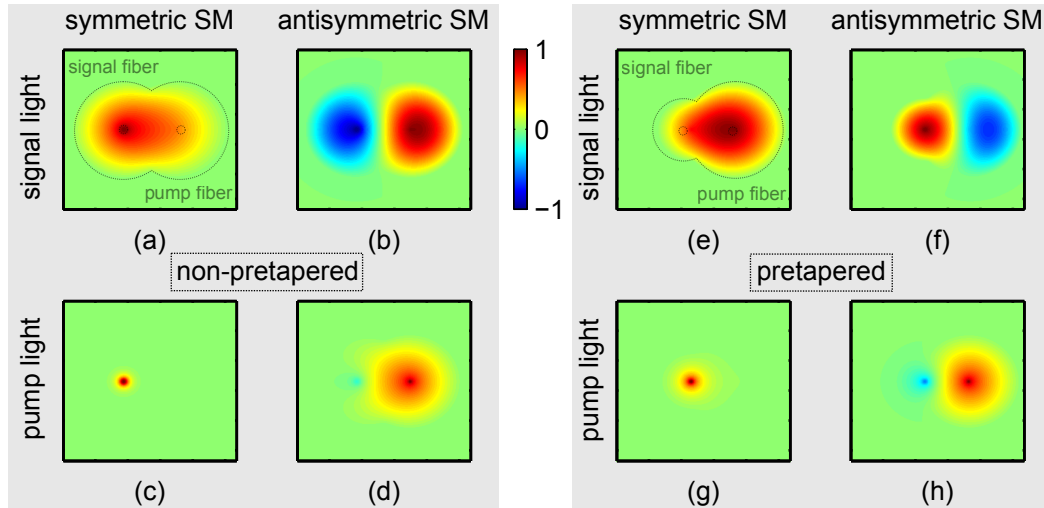 symmetric SM
antisymmetric SM
signal light
signal fiber
pump fiber
1
0
−1
(a)
(b)
non-pretapered
pump light
(c)
(d)
symmetric SM
antisymmetric SM
signal light
signal fiber
pump fiber
(e)
(f)
pretapered
pump light
(g)
(h)